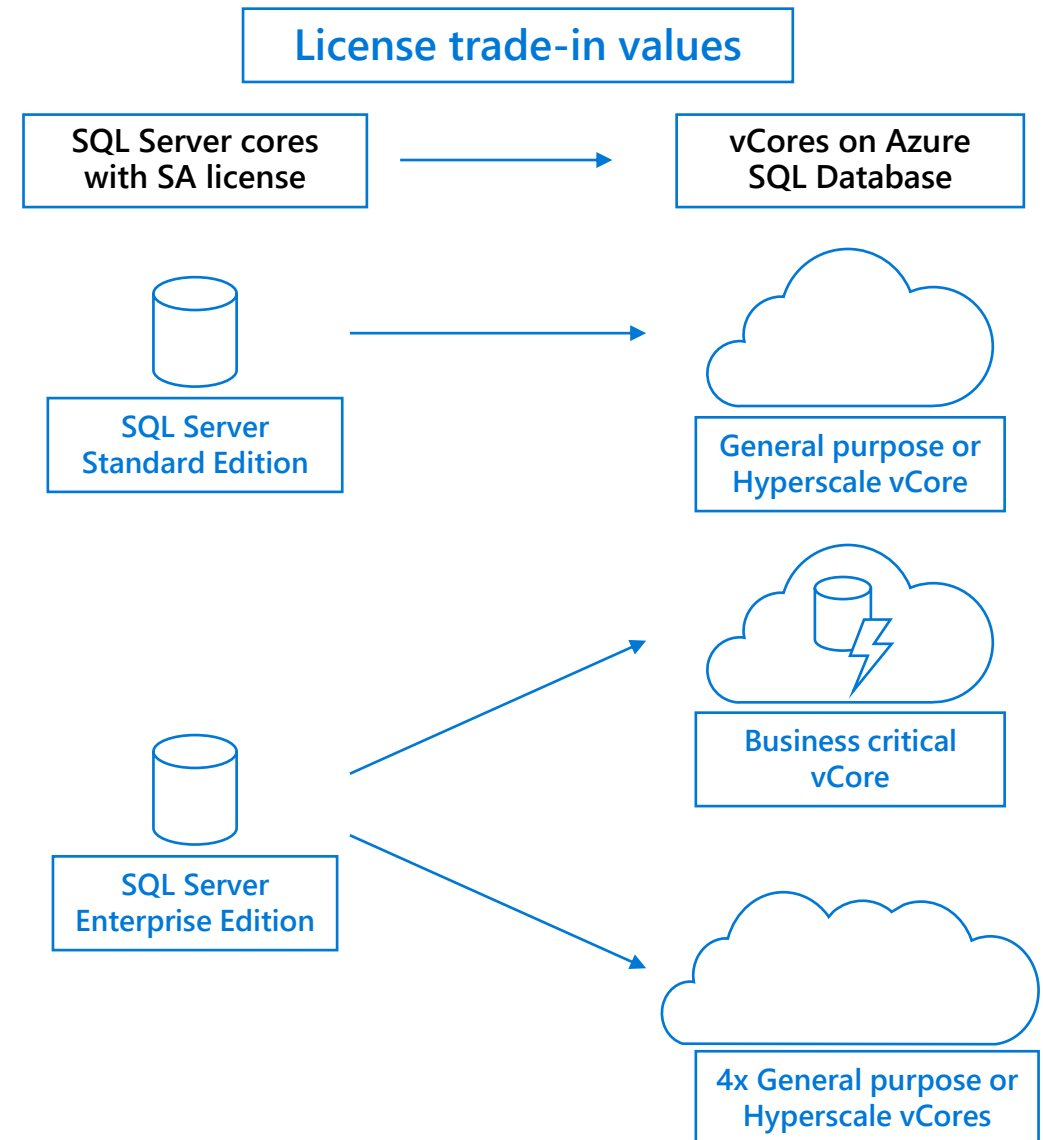 License trade-in values
SQL Server cores
with SA license
vCores on Azure
SQL Database
SQL Server
Standard Edition
General purpose or
Hyperscale vCore
Business critical
vCore
SQL Server
Enterprise Edition
4x General purpose or
Hyperscale vCores